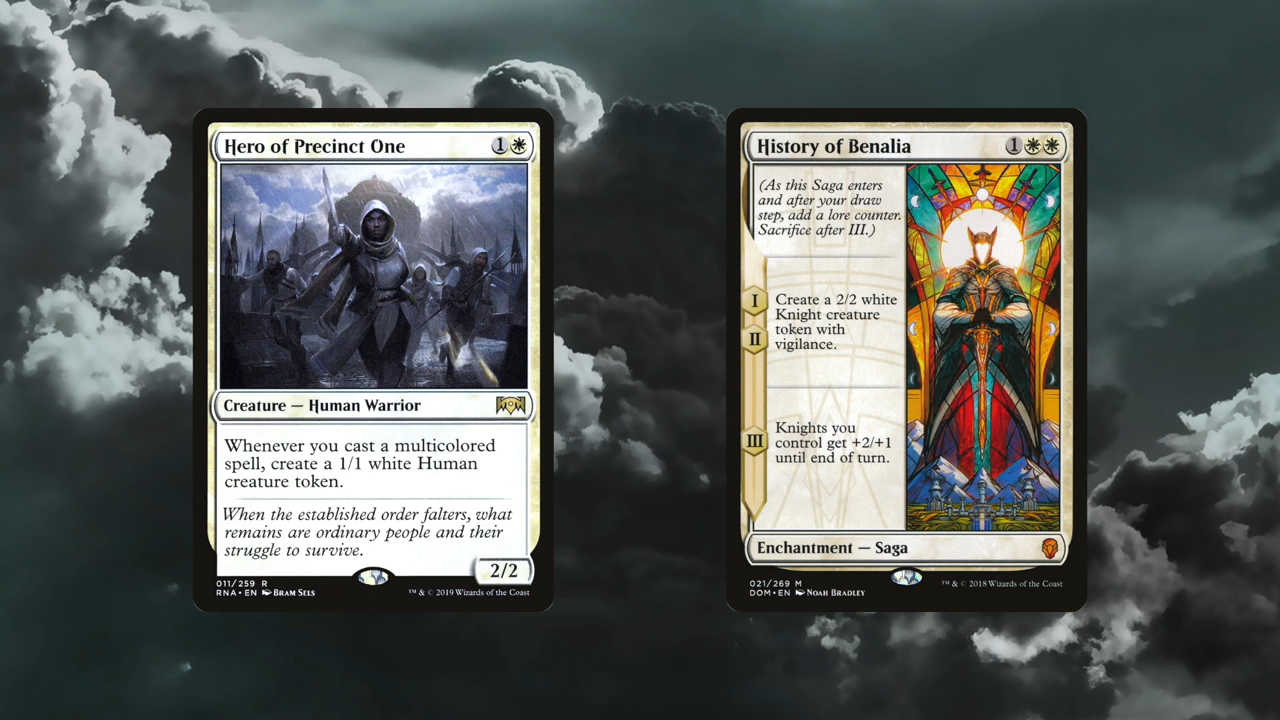 Hero of Precinct One 1
Creature — Human Warrior
Whenever you cast a multicolored
spell, create a 1/1 white Human
creature token.
When the established order falters, what
remains are ordinary people and their
struggle to survive.
2/2
011/259 R
RNA • EN Bram Sels
™ & © 2019 Wizards of the Coast
History of Benalia 1
(As this Saga enters
and after your draw
step, add a lore counter.
Sacrifice after III.)
I
II
Create a 2/2 white
Knight creature
token with
vigilance.
III
Knights you
control get +2/+1
until end of turn.
Enchantment — Saga
021/269 M
DOM • EN Noah Bradley
™ & © 2018 Wizards of the Coast